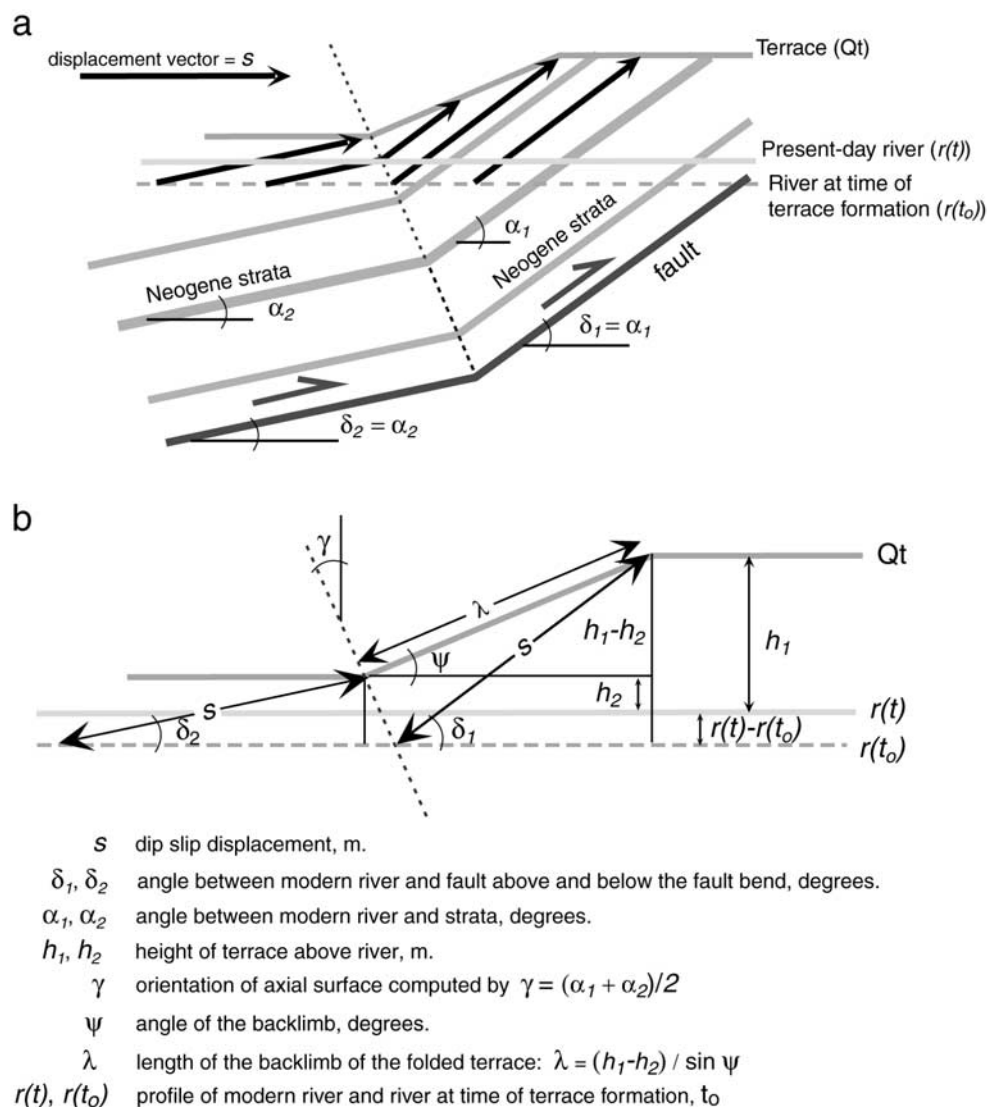 a
displacement vector = s
Terrace (Qt)
Present-day river (r(t))
River at time of
terrace formation (r(t₀))
α₁
Neogene strata
Neogene strata
fault
α₂
δ₁ = α₁
δ₂ = α₂
b
γ
Qt
λ
h₁-h₂
s
h₁
ψ
h₂
s
r(t)
δ₂
δ₁
r(t)-r(t₀)
r(t₀)
s dip slip displacement, m.
δ₁, δ₂ angle between modern river and fault above and below the fault bend, degrees.
α₁, α₂ angle between modern river and strata, degrees.
h₁, h₂ height of terrace above river, m.
γ orientation of axial surface computed by γ = (α₁ + α₂)/2
ψ angle of the backlimb, degrees.
λ length of the backlimb of the folded terrace: λ = (h₁-h₂) / sin ψ
r(t), r(t₀) profile of modern river and river at time of terrace formation, t₀